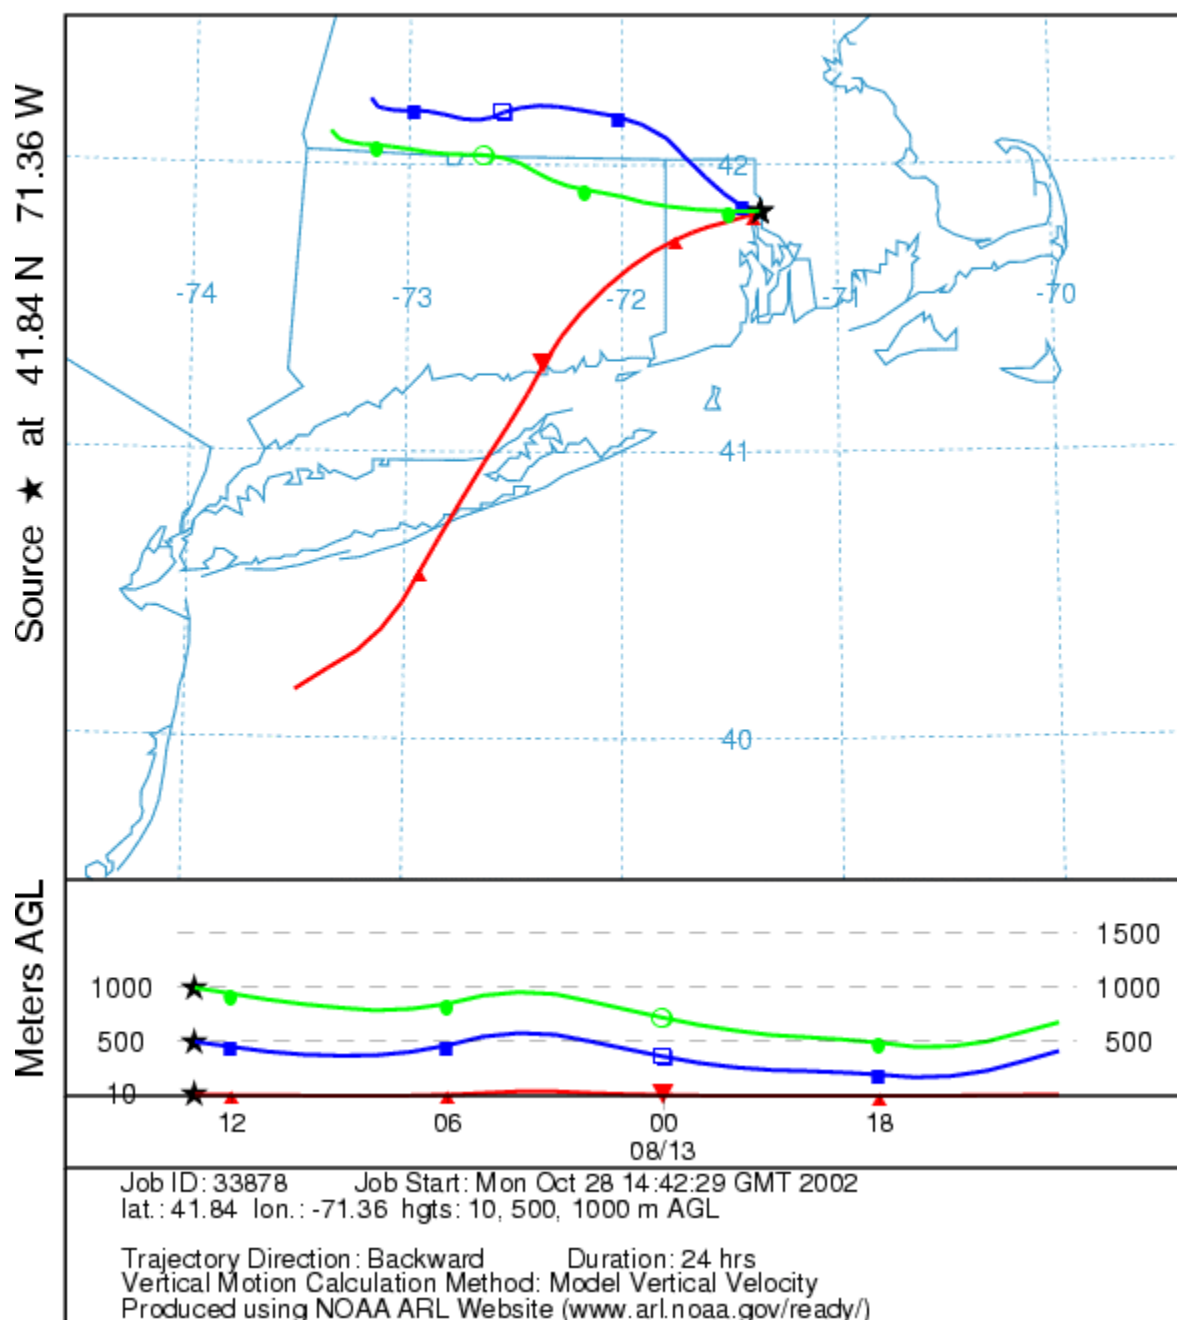 Source ★ at 41.84 N 71.36 W
42
-74
-73
-72
-71
-70
41
40
Meters AGL
1500
1000
1000
500
500
10
12
06
00
18
08/13
Job ID: 33878 Job Start: Mon Oct 28 14:42:29 GMT 2002
lat.: 41.84 lon.: -71.36 hgts: 10, 500, 1000 m AGL
Trajectory Direction: Backward Duration: 24 hrs
Vertical Motion Calculation Method: Model Vertical Velocity
Produced using NOAA ARL Website (www.arl.noaa.gov/ready/)